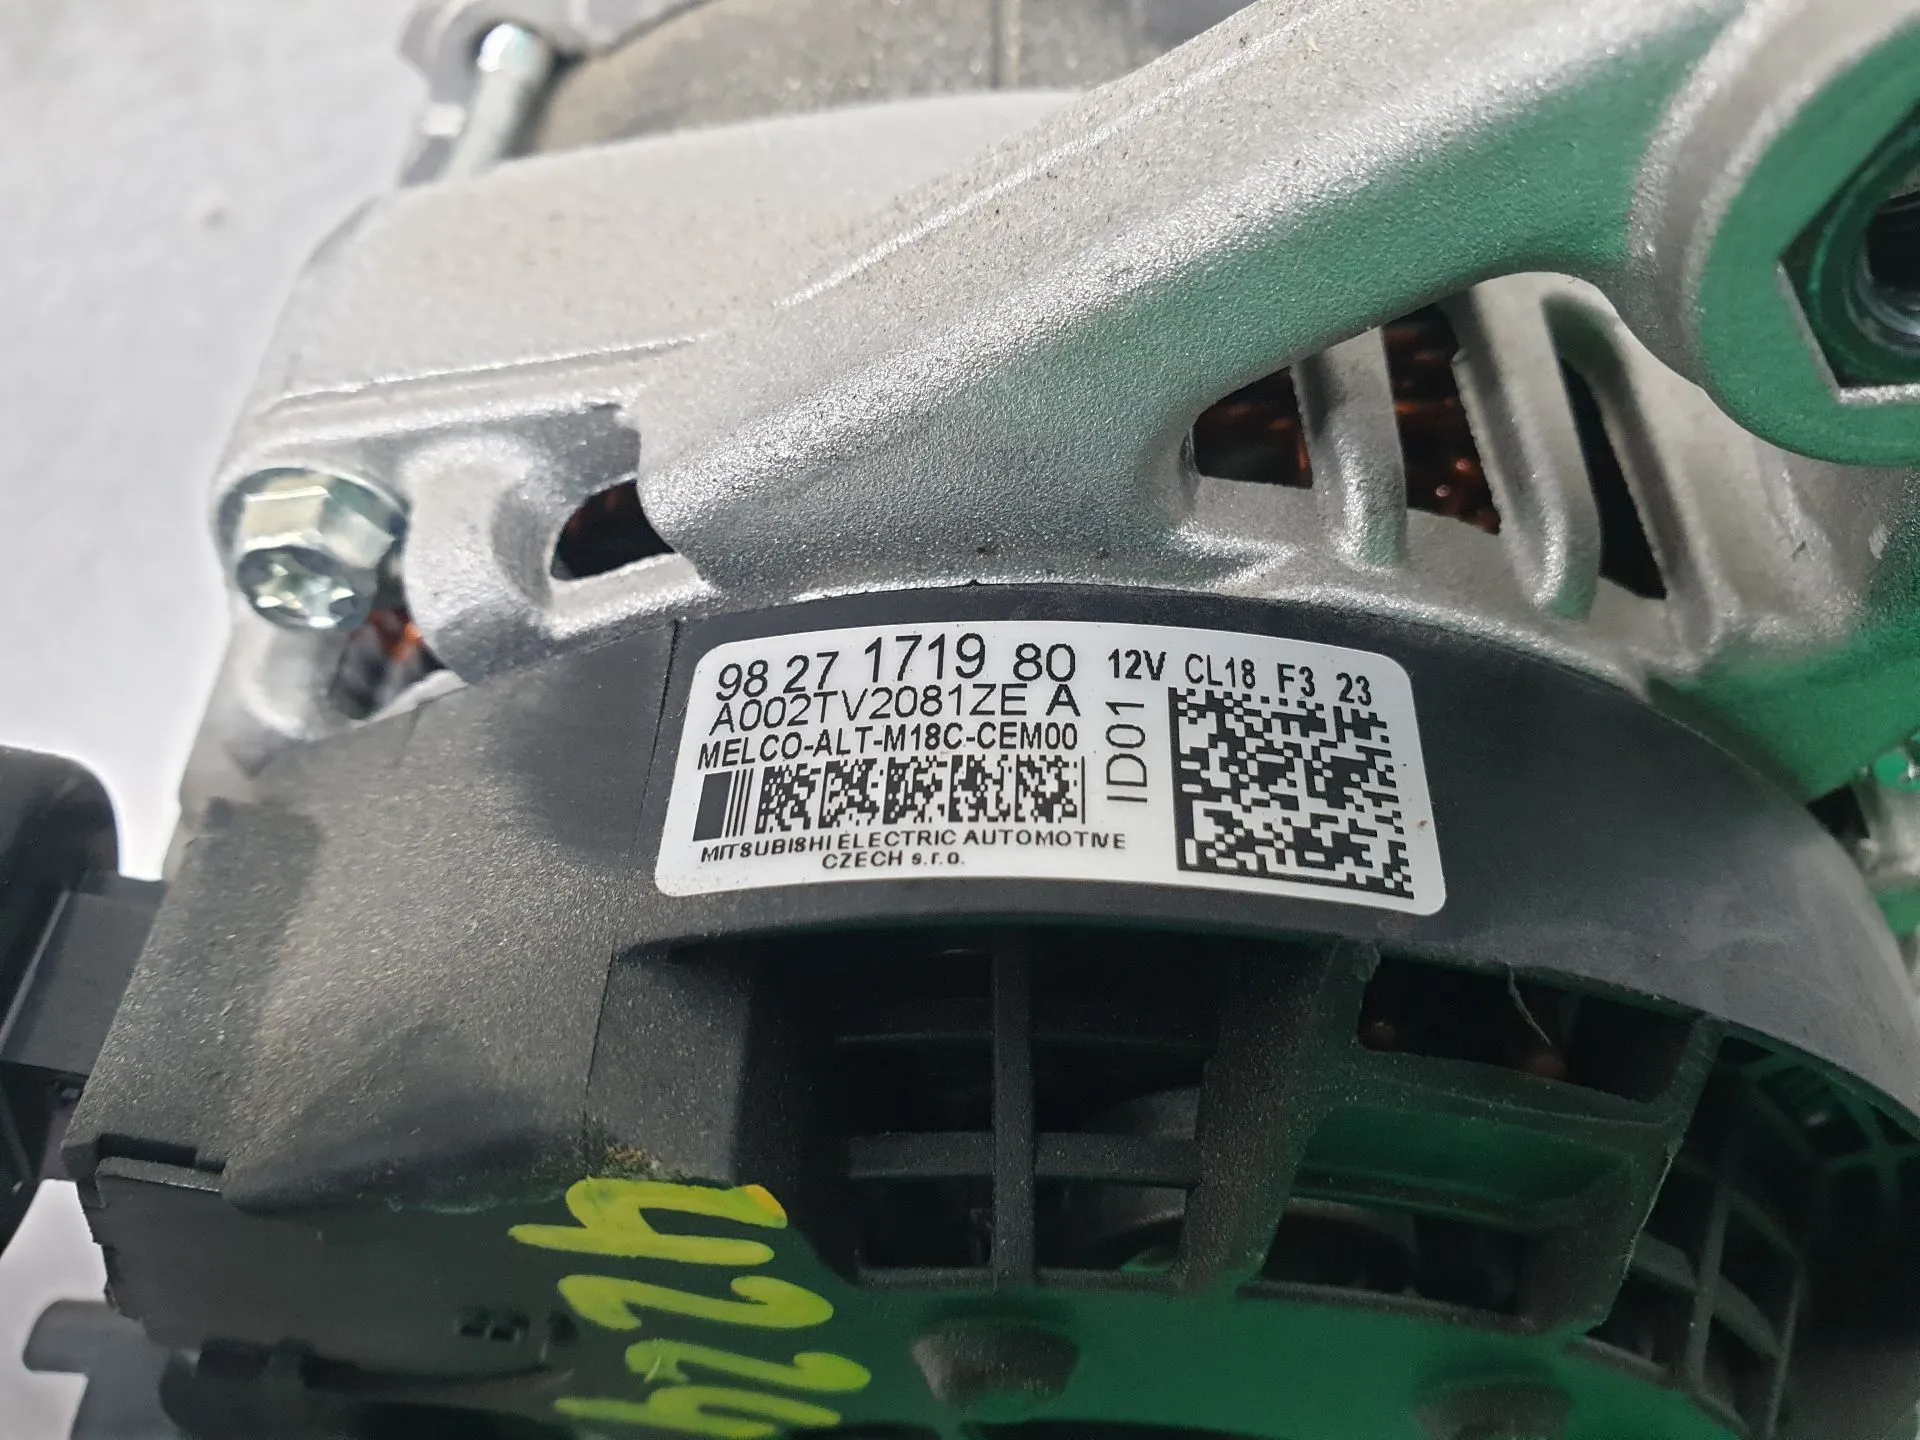 98 27 1719 80 12V CL18 F3 23
A002TV2081ZE A
MELCO-ALT-M18C-CEM00
ID01
MITSUBISHI ELECTRIC AUTOMOTIVE
CZECH s.r.o.